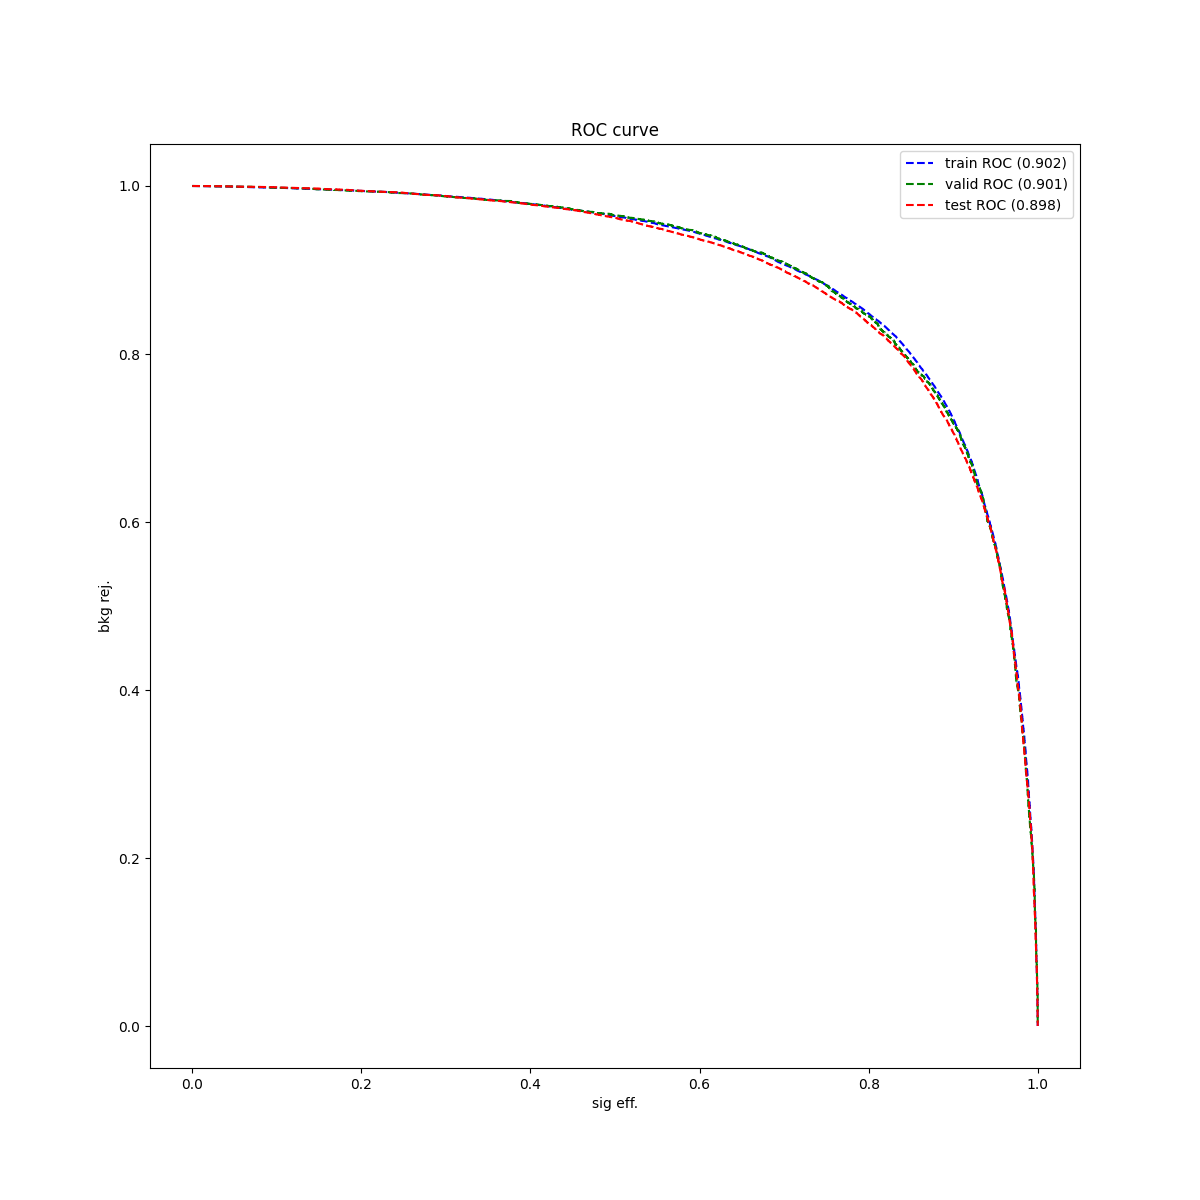 ROC curve
train ROC (0.902)
valid ROC (0.901)
test ROC (0.898)
1.0
0.8
0.6
0.4
0.2
0.0
bkg rej.
0.0 0.2 0.4 0.6 0.8 1.0
sig eff.